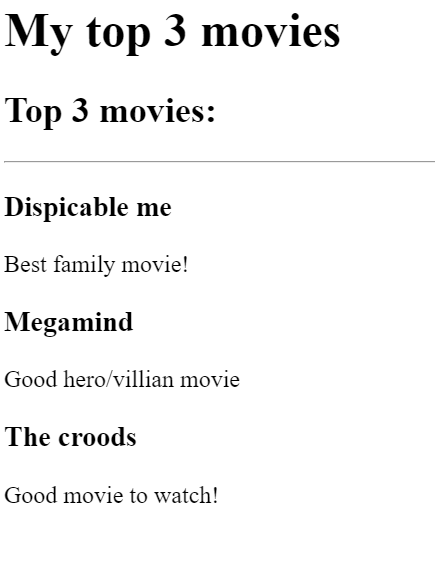 My top 3 movies
Top 3 movies:
Dispicable me
Best family movie!
Megamind
Good hero/villian movie
The croods
Good movie to watch!